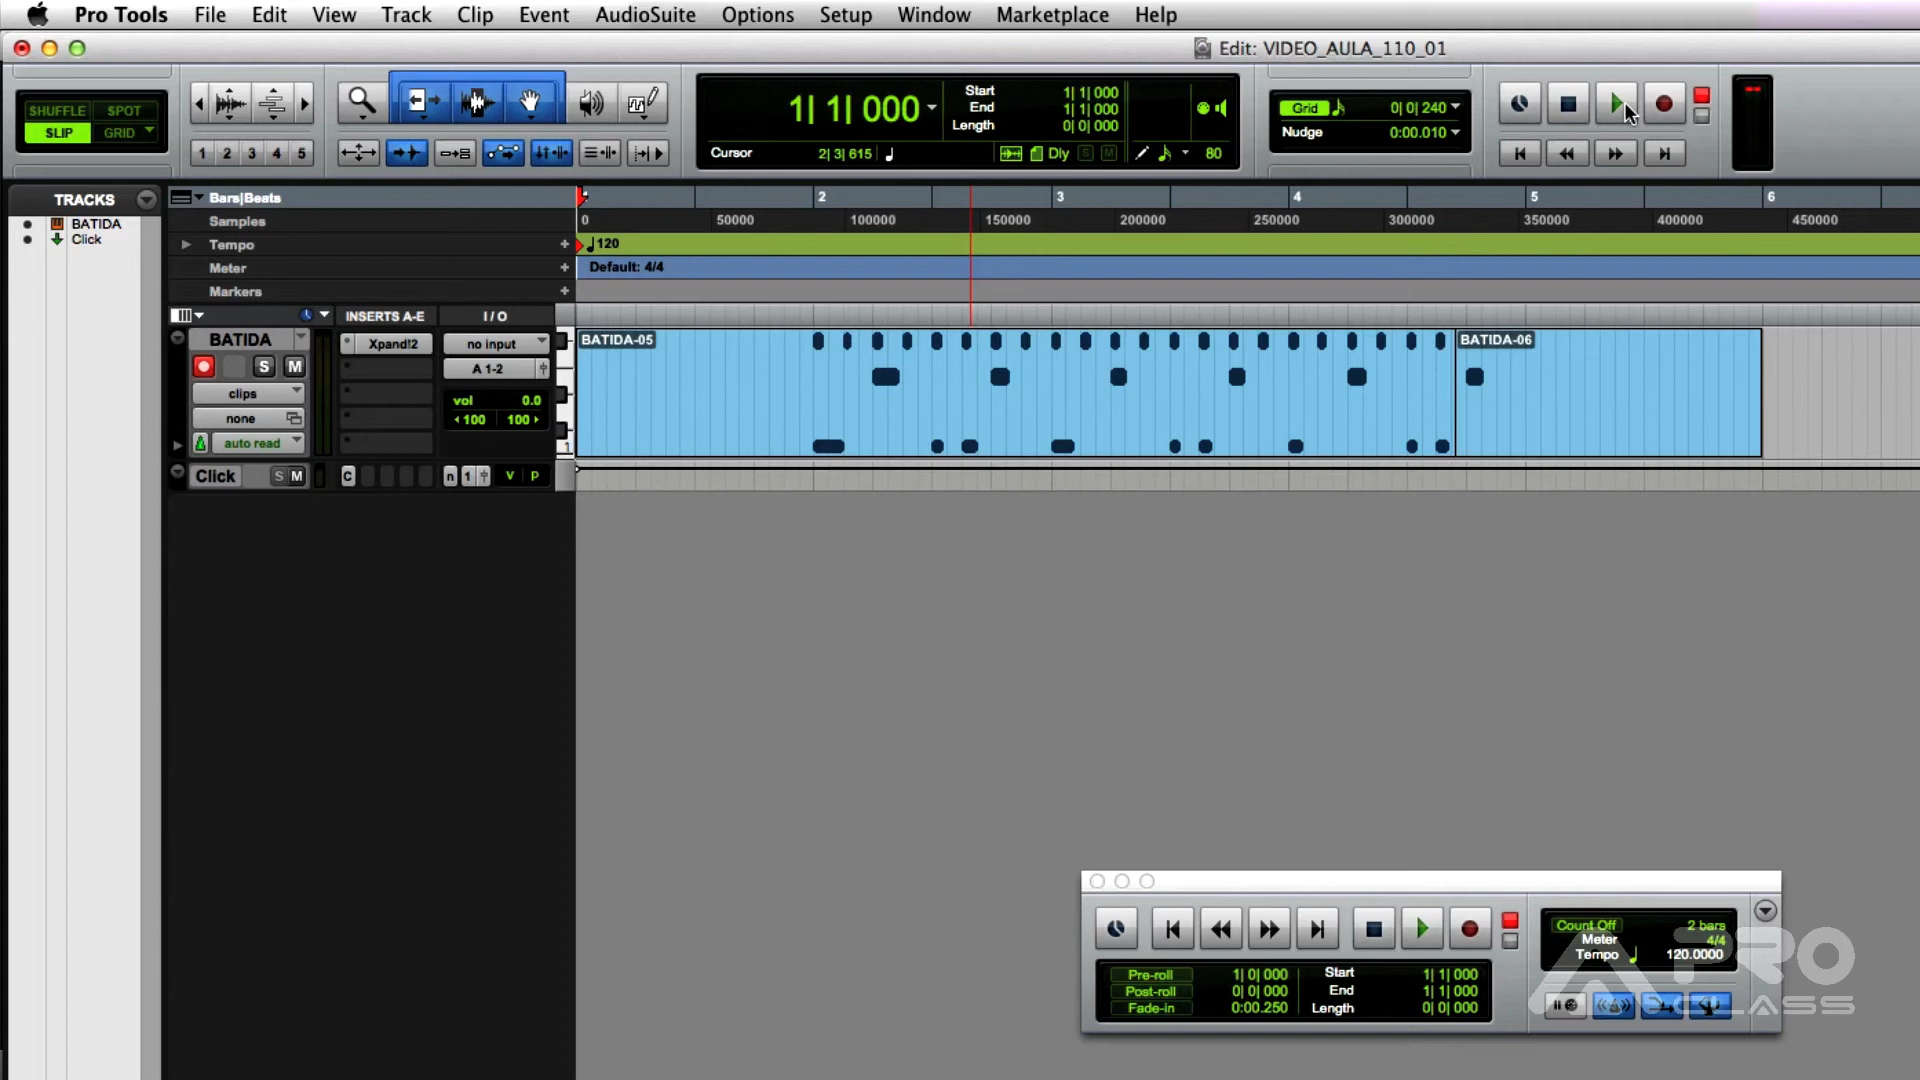 Pro Tools File Edit View Track Clip Event AudioSuite Options Setup Window Marketplace Help
Edit: VIDEO_AULA_110_01
SHUFFLE SPOT
SLIP GRID
1 2 3 4 5
1| 1| 000
Start 1| 1| 000
End 1| 1| 000
Length 0| 0| 000
Cursor 2| 3| 615
Dly S M 80
Grid 0| 0| 240
Nudge 0:00.010
TRACKS
BATIDA
Click
Bars|Beats 2 3 4 5 6
Samples 0 50000 100000 150000 200000 250000 300000 350000 400000 450000
Tempo + 120
Meter + Default: 4/4
Markers +
INSERTS A-E I / O
BATIDA Xpand!2 no input
S M A 1-2
clips vol 0.0
none 100 100
auto read 1
BATIDA-05 BATIDA-06
Click S M C n 1 v p
Count Off 2 bars
Meter 4/4
Tempo 120.0000
Pre-roll 1| 0| 000 Start 1| 1| 000
Post-roll 0| 0| 000 End 1| 1| 000
Fade-in 0:00.250 Length 0| 0| 000
PRO
CLASS